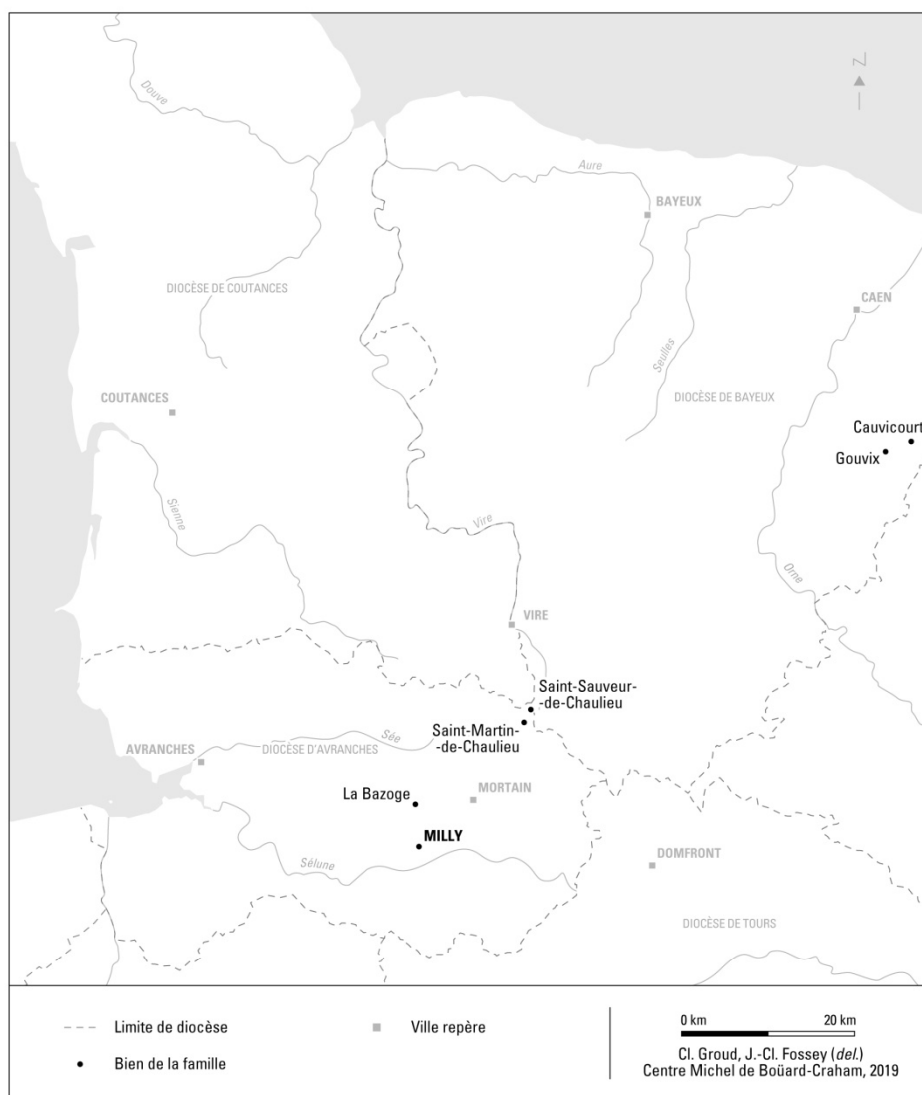 Douve
N
Aure
BAYEUX
DIOCÈSE DE COUTANCES
CAEN
Seulles
COUTANCES
DIOCÈSE DE BAYEUX
Cauvicourt
Gouvix
Sienne
Vire
Orne
VIRE
Saint-Sauveur-
-de-Chaulieu
Saint-Martin-
-de-Chaulieu
Sée
AVRANCHES
DIOCÈSE D'AVRANCHES
La Bazoge
MORTAIN
MILLY
Sélune
DOMFRONT
DIOCÈSE DE TOURS
Limite de diocèse
Ville repère
Bien de la famille
0 km 20 km
Cl. Groud, J.-Cl. Fossey (del.)
Centre Michel de Boüard-Craham, 2019